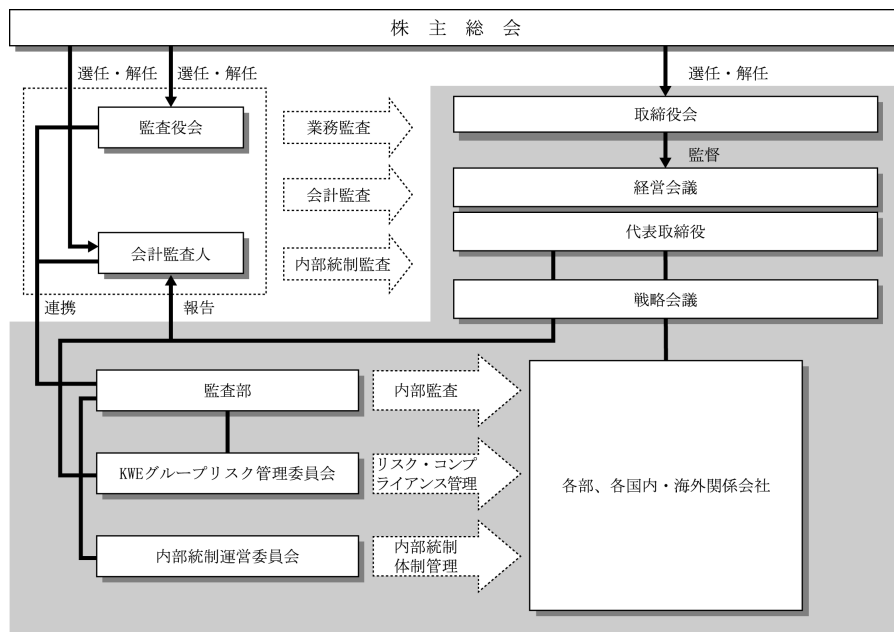 株主総会
選任・解任
選任・解任
選任・解任
監査役会
業務監査
取締役会
監督
会計監査
経営会議
代表取締役
会計監査人
内部統制監査
戦略会議
連携
報告
監査部
内部監査
KWEグループリスク管理委員会
リスク・コンプ
ライアンス管理
各部、各国内・海外関係会社
内部統制運営委員会
内部統制
体制管理